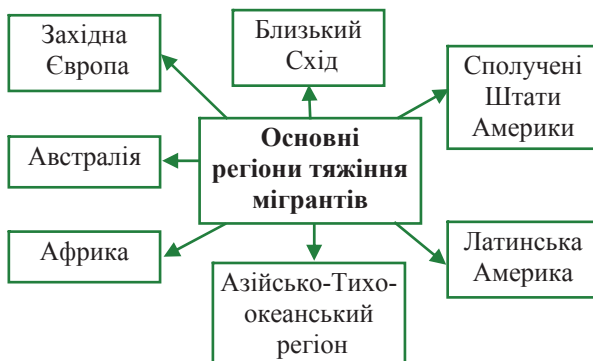 Західна
Європа
Близький
Схід
Сполучені
Штати
Америки
Австралія
Основні
регіони тяжіння
мігрантів
Африка
Азійсько-Тихо-
океанський
регіон
Латинська
Америка